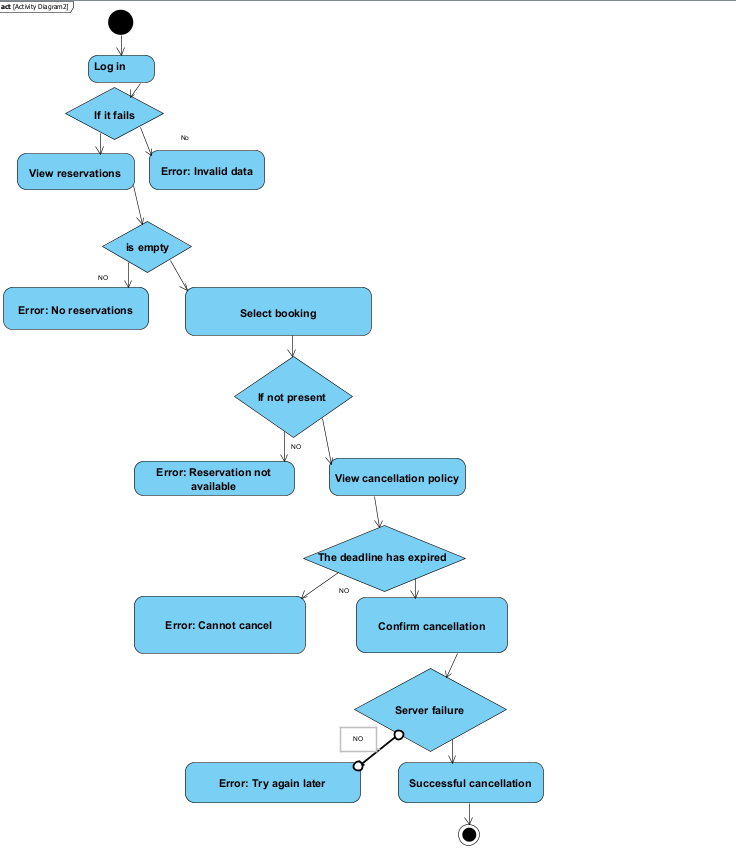 act [Activity Diagram2]
Log in
If it fails
No
View reservations
Error: Invalid data
is empty
NO
Error: No reservations
Select booking
If not present
NO
Error: Reservation not
available
View cancellation policy
The deadline has expired
NO
Error: Cannot cancel
Confirm cancellation
Server failure
NO
Error: Try again later
Successful cancellation